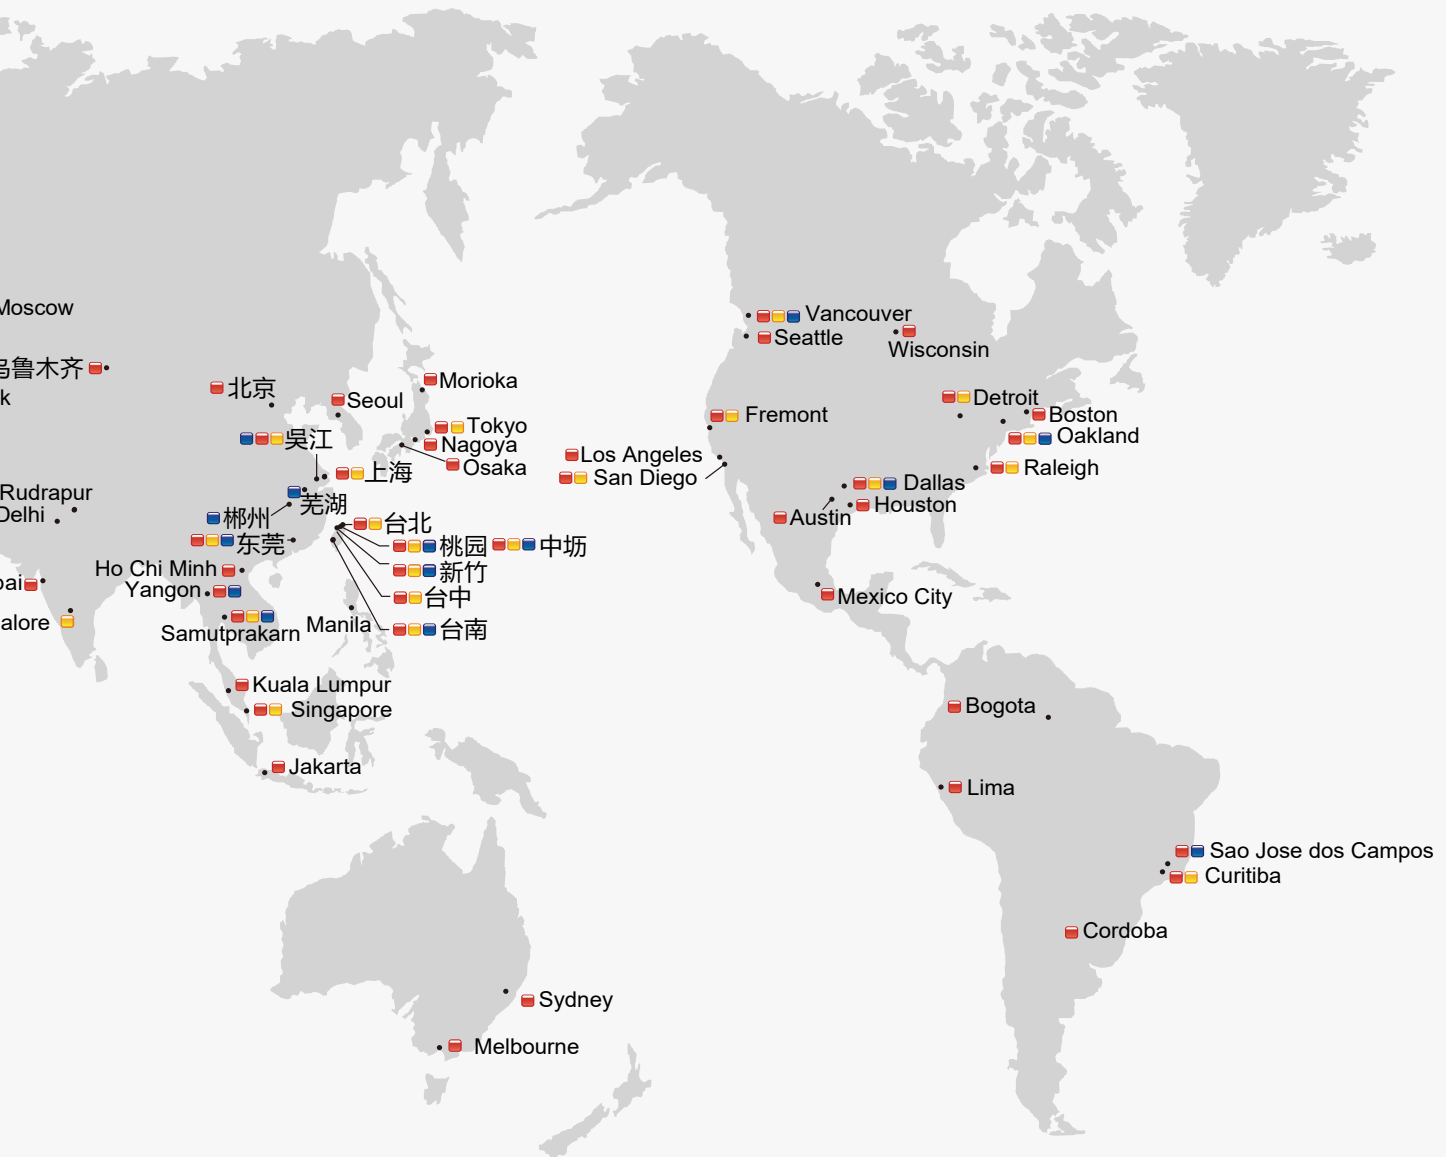 Moscow
鲁木齐
k
Rudrapur
Delhi
bai
alore
北京
Seoul
Morioka
吳江
Tokyo
Nagoya
Osaka
上海
芜湖
郴州
东莞
台北
桃园
中坜
新竹
台中
台南
Ho Chi Minh
Yangon
Samutprakarn
Manila
Kuala Lumpur
Singapore
Jakarta
Sydney
Melbourne
Vancouver
Seattle
Wisconsin
Fremont
Detroit
Boston
Oakland
Los Angeles
San Diego
Raleigh
Dallas
Houston
Austin
Mexico City
Bogota
Lima
Sao Jose dos Campos
Curitiba
Cordoba